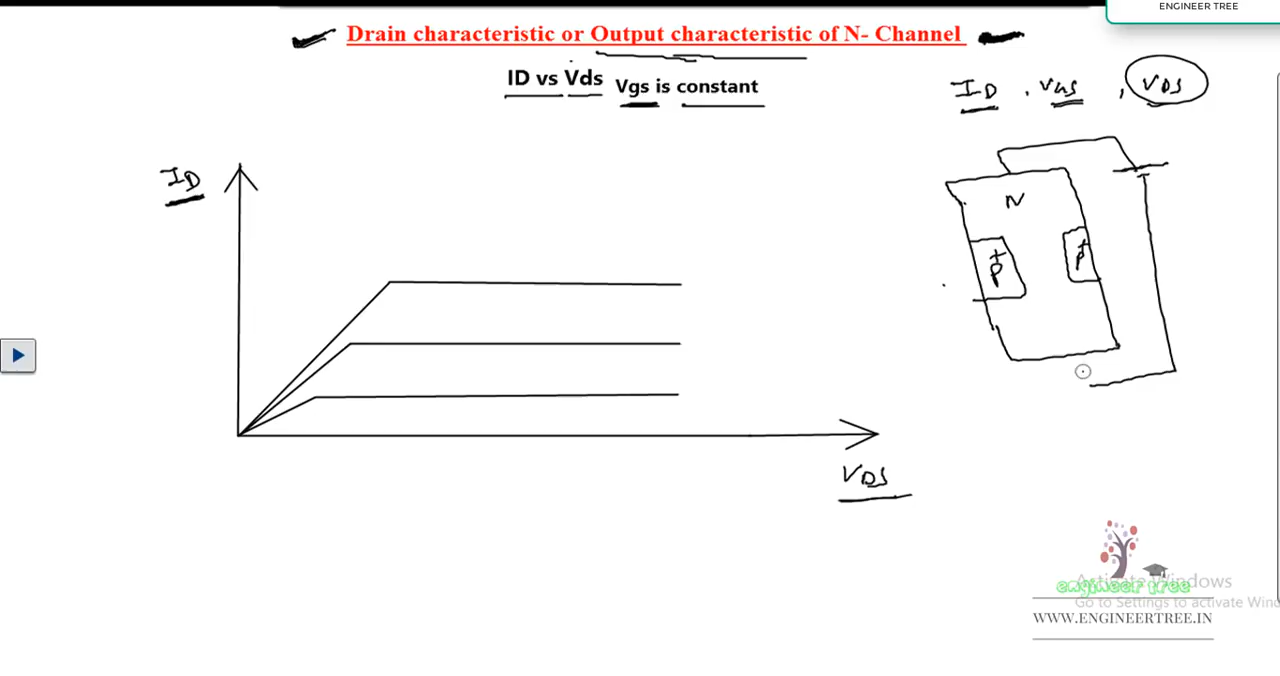 ENGINEER TREE
Drain characteristic or Output characteristic of N- Channel
ID vs Vds Vgs is constant
ID , VGS , VDS
ID
N
P+ P+
VDS
engineer tree
Activate Windows
Go to Settings to activate Wind
WWW.ENGINEERTREE.IN